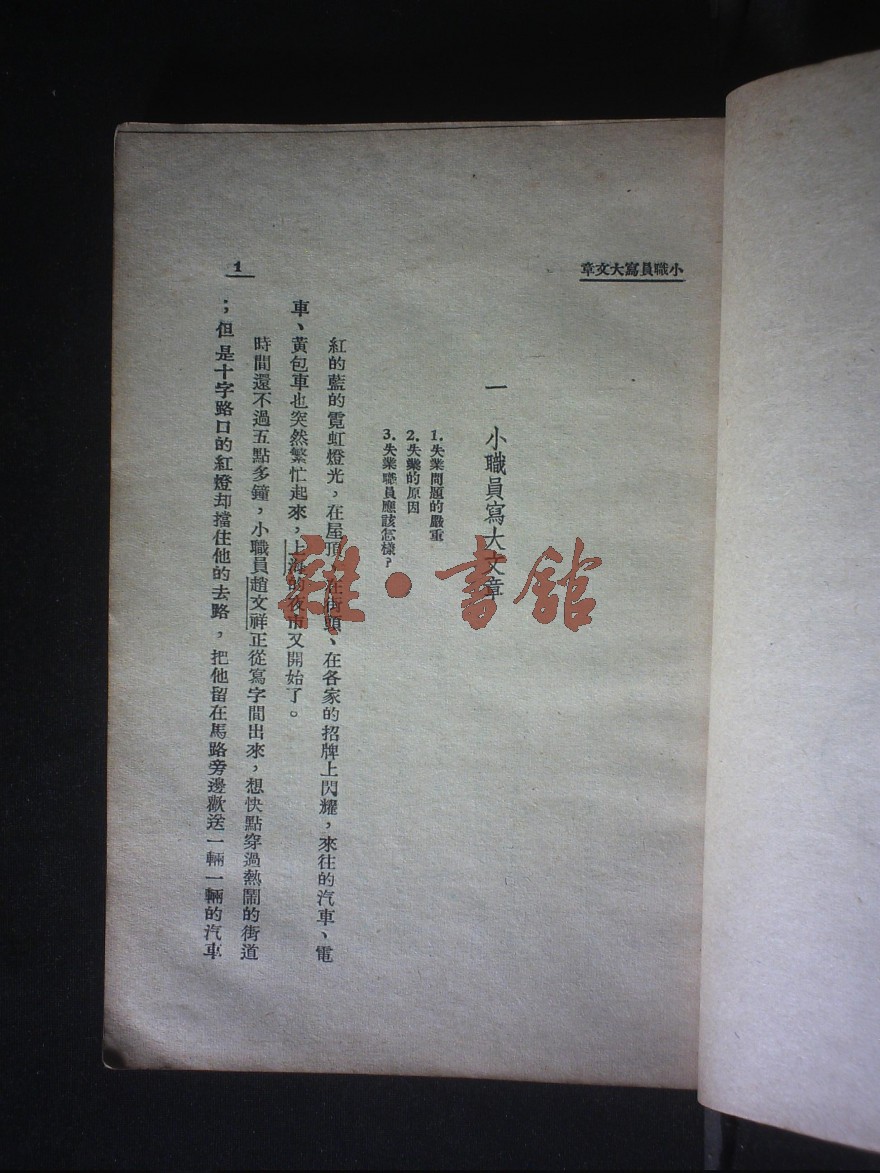 小職員寫大文章
1
一 小職員寫大文章
1.失業問題的嚴重
2.失業的原因
3.失業職員應該怎樣?
紅的藍的霓虹燈光,在屋頂、在街頭、在各家的招牌上閃耀,來往的汽車、電
車、黃包車也突然繁忙起來,上海的夜市又開始了。
時間還不過五點多鐘,小職員趙文祥正從寫字間出來,想快點穿過熱鬧的街道
;但是十字路口的紅燈却擋住他的去路,把他留在馬路旁邊歡送一輛一輛的汽車
雜·書館